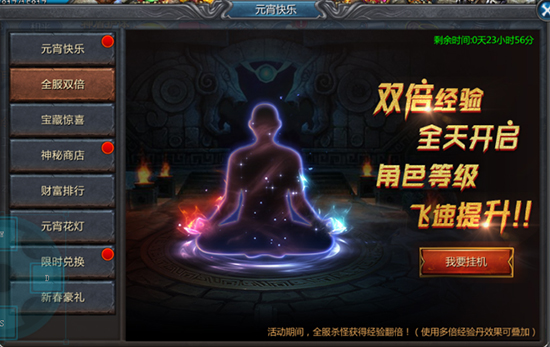 元宵快乐
剩余时间:0天23小时56分
元宵快乐
全服双倍
宝藏惊喜
神秘商店
财富排行
元宵花灯
限时兑换
新春豪礼
双倍经验
全天开启
角色等级
飞速提升!!
我要挂机
活动期间，全服杀怪获得经验翻倍！（使用多倍经验丹效果可叠加）
D
S